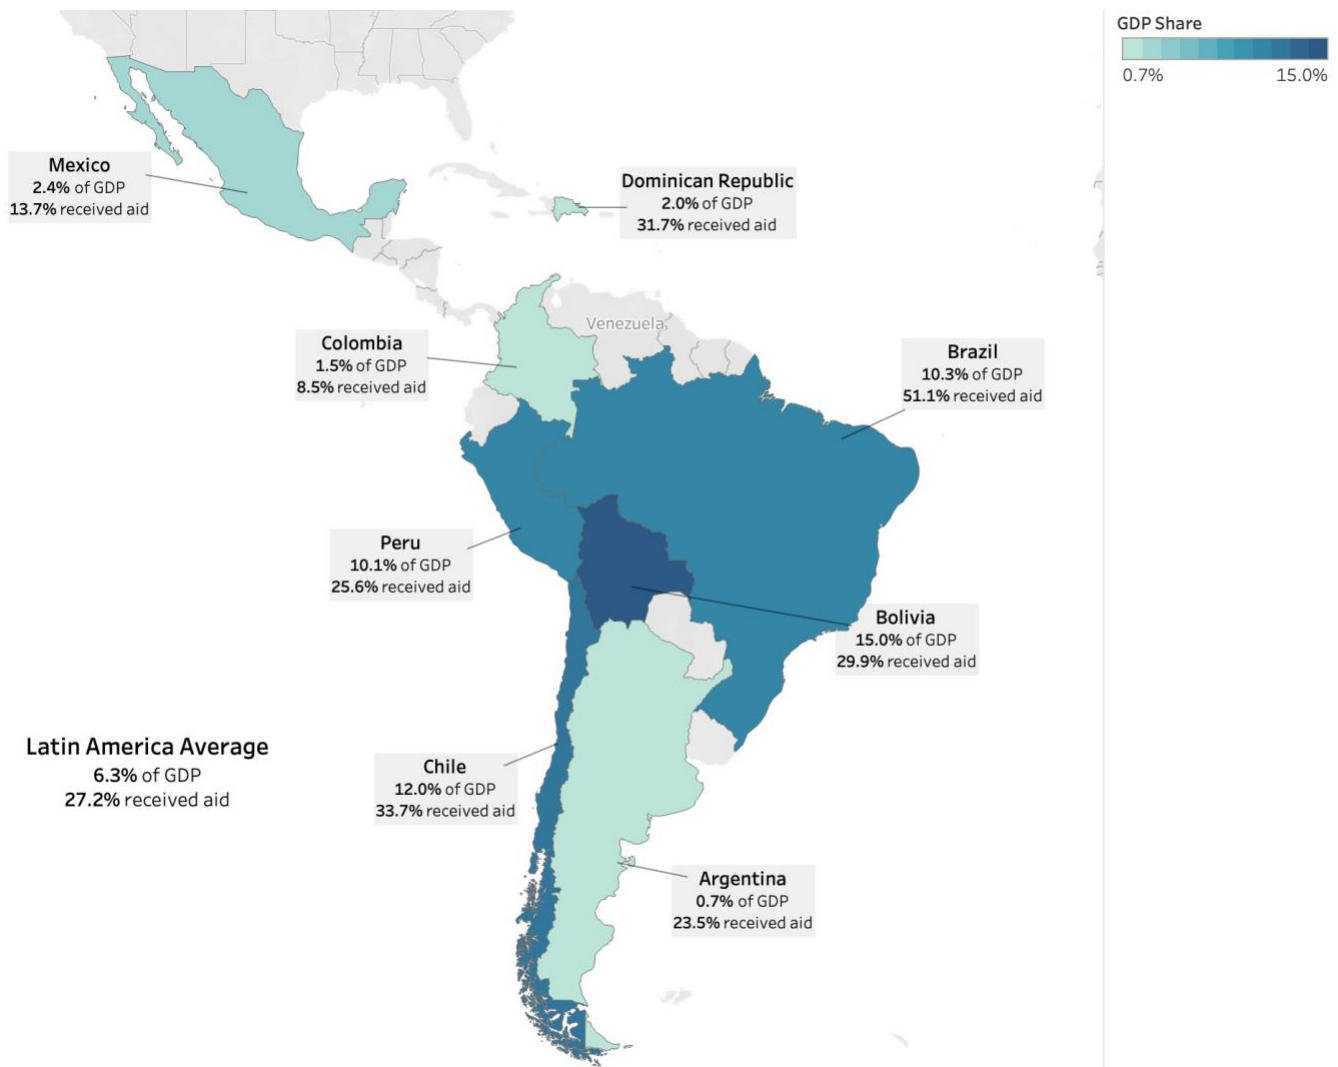 GDP Share
0.7% 15.0%
Mexico
2.4% of GDP
13.7% received aid
Dominican Republic
2.0% of GDP
31.7% received aid
Venezuela
Colombia
1.5% of GDP
8.5% received aid
Brazil
10.3% of GDP
51.1% received aid
Peru
10.1% of GDP
25.6% received aid
Bolivia
15.0% of GDP
29.9% received aid
Latin America Average
6.3% of GDP
27.2% received aid
Chile
12.0% of GDP
33.7% received aid
Argentina
0.7% of GDP
23.5% received aid